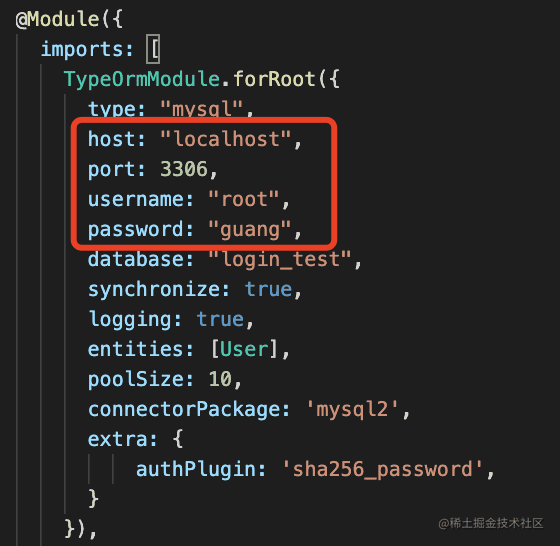 @Module({
imports: [
TypeOrmModule.forRoot({
type: "mysql",
host: "localhost",
port: 3306,
username: "root",
password: "guang",
database: "login_test",
synchronize: true,
logging: true,
entities: [User],
poolSize: 10,
connectorPackage: 'mysql2',
extra: {
authPlugin: 'sha256_password',
}
}),
@稀土掘金技术社区